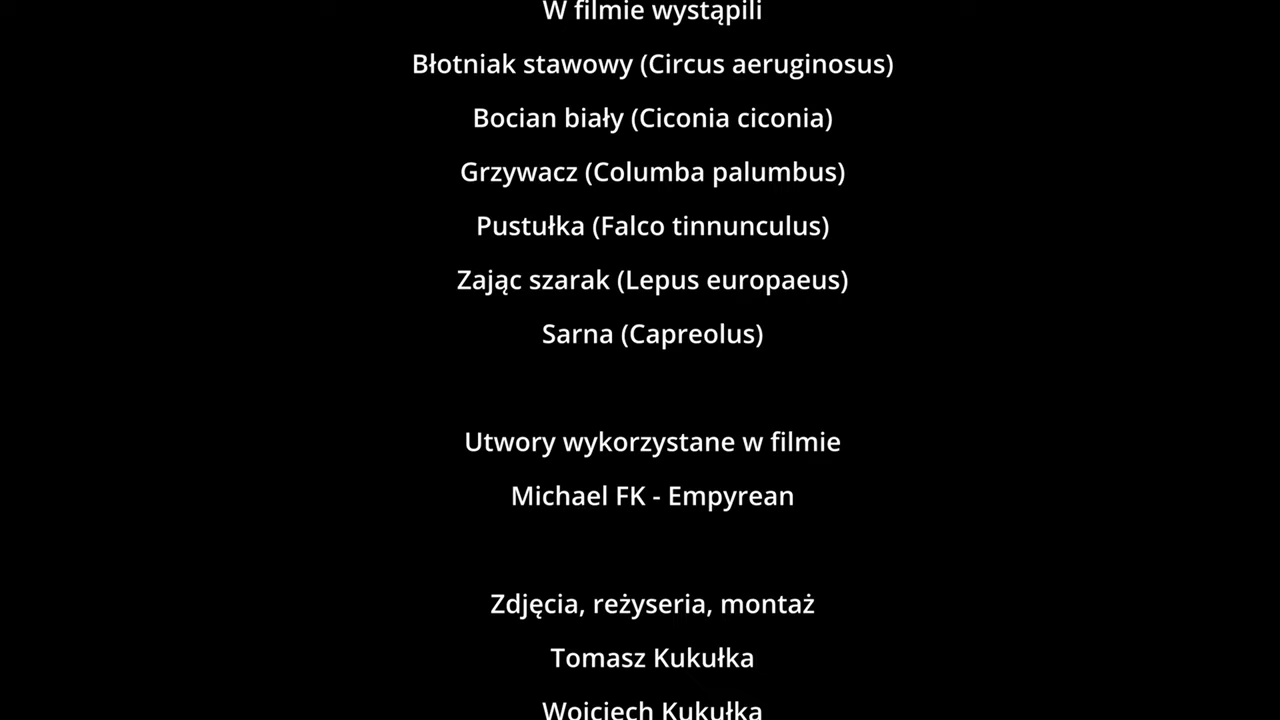 W filmie wystąpili
Błotniak stawowy (Circus aeruginosus)
Bocian biały (Ciconia ciconia)
Grzywacz (Columba palumbus)
Pustułka (Falco tinnunculus)
Zając szarak (Lepus europaeus)
Sarna (Capreolus)
Utwory wykorzystane w filmie
Michael FK - Empyrean
Zdjęcia, reżyseria, montaż
Tomasz Kukułka
Wojciech Kukułka